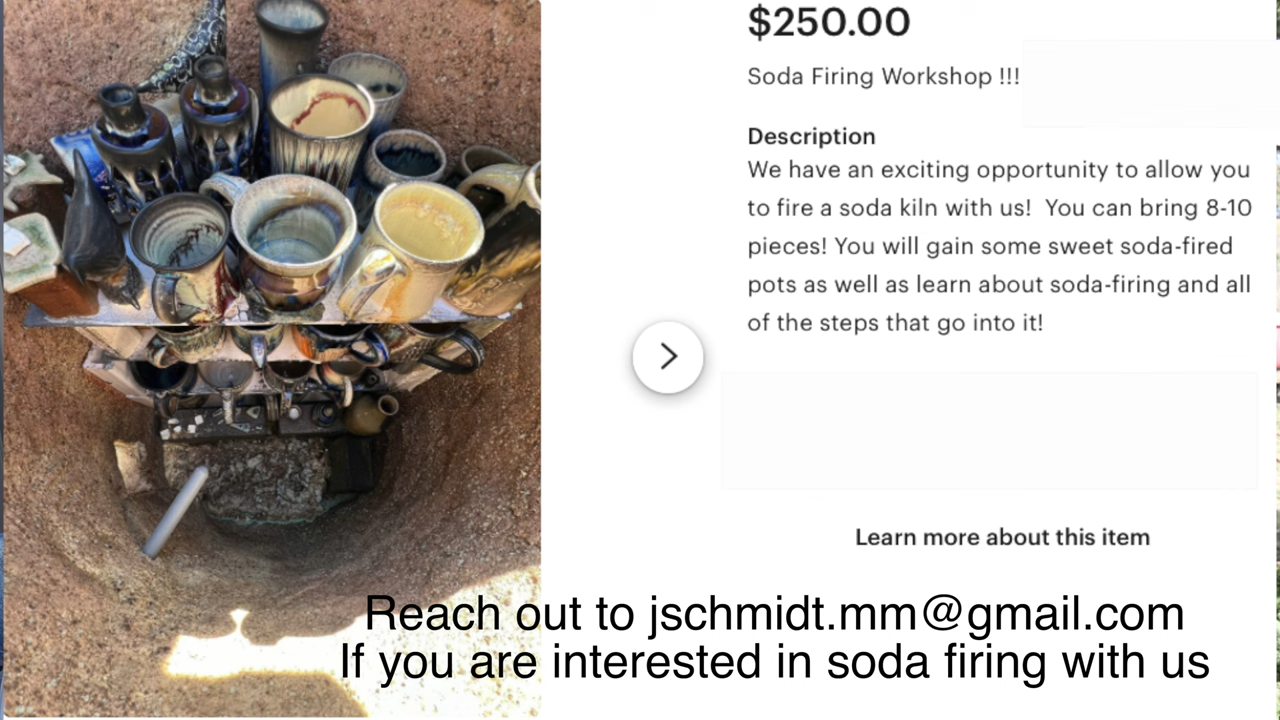 $250.00
Soda Firing Workshop !!!
Description
We have an exciting opportunity to allow you
to fire a soda kiln with us!  You can bring 8-10
pieces! You will gain some sweet soda-fired
pots as well as learn about soda-firing and all
of the steps that go into it!
Learn more about this item
Reach out to jschmidt.mm@gmail.com
If you are interested in soda firing with us